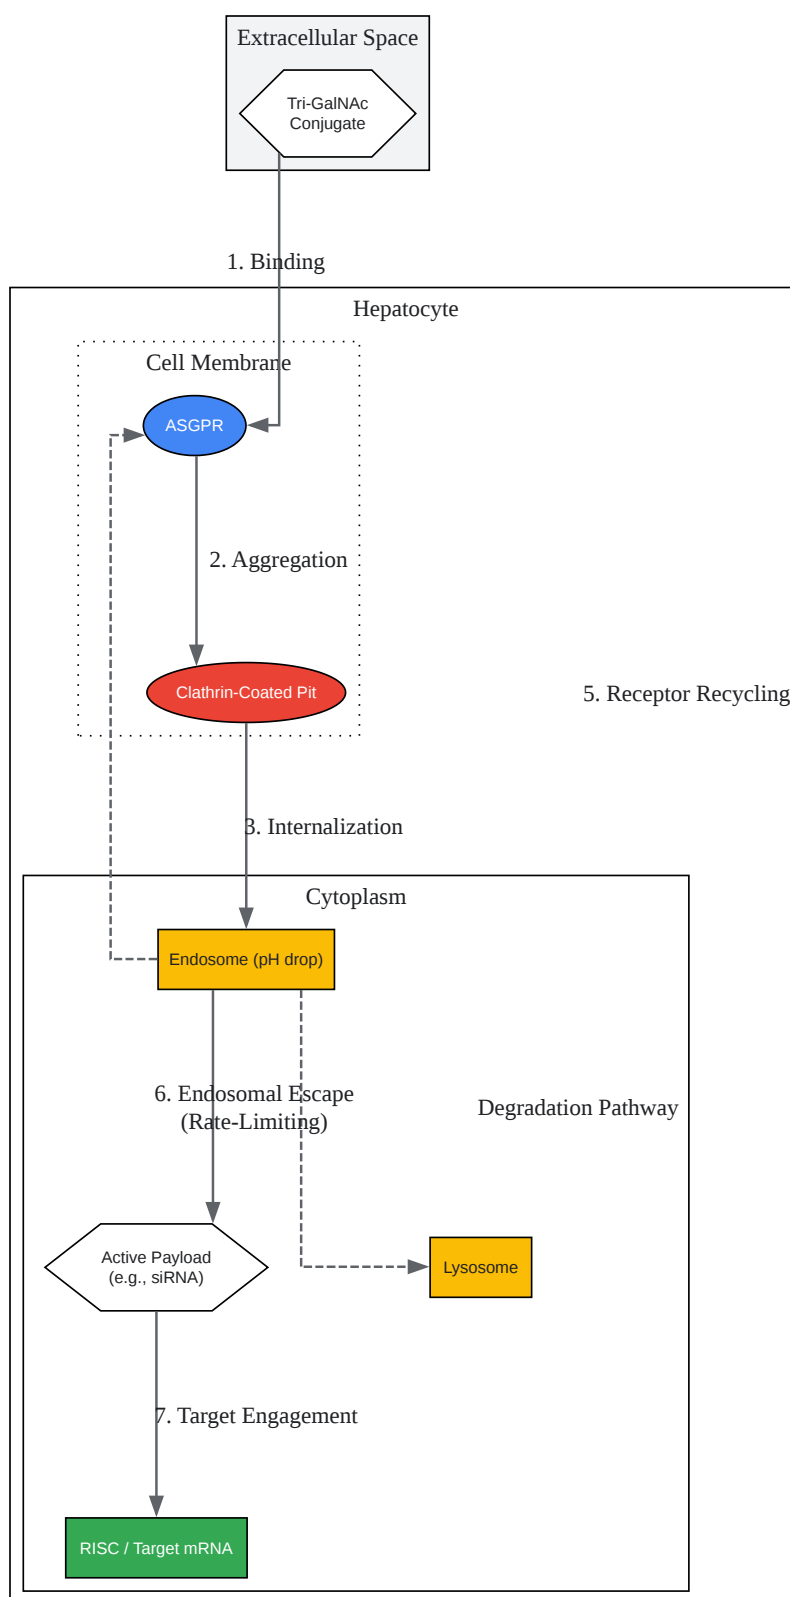 Extracellular Space
Tri-GalNAc
Conjugate
1. Binding
Hepatocyte
Cell Membrane
ASGPR
2. Aggregation
Clathrin-Coated Pit
5. Receptor Recycling
3. Internalization
Cytoplasm
Endosome (pH drop)
6. Endosomal Escape
(Rate-Limiting)
Degradation Pathway
Active Payload
(e.g., siRNA)
Lysosome
7. Target Engagement
RISC / Target mRNA